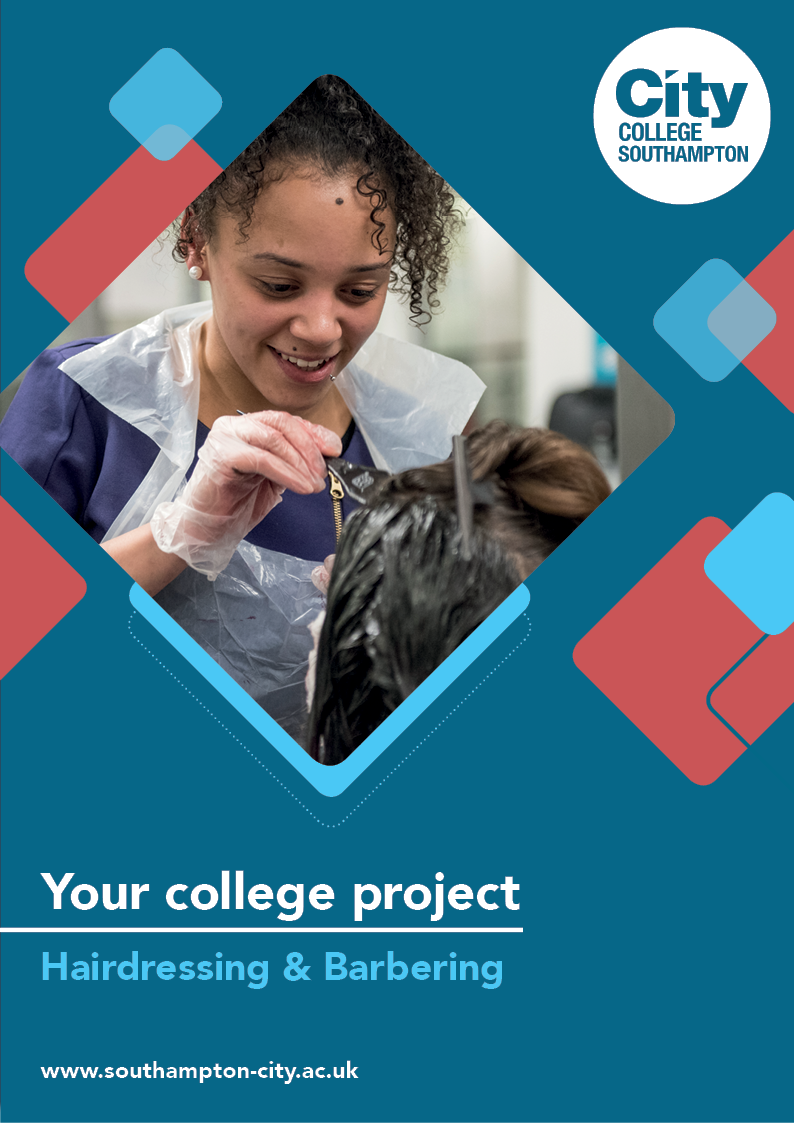 City
COLLEGE
SOUTHAMPTON
Your college project
Hairdressing & Barbering
www.southampton-city.ac.uk